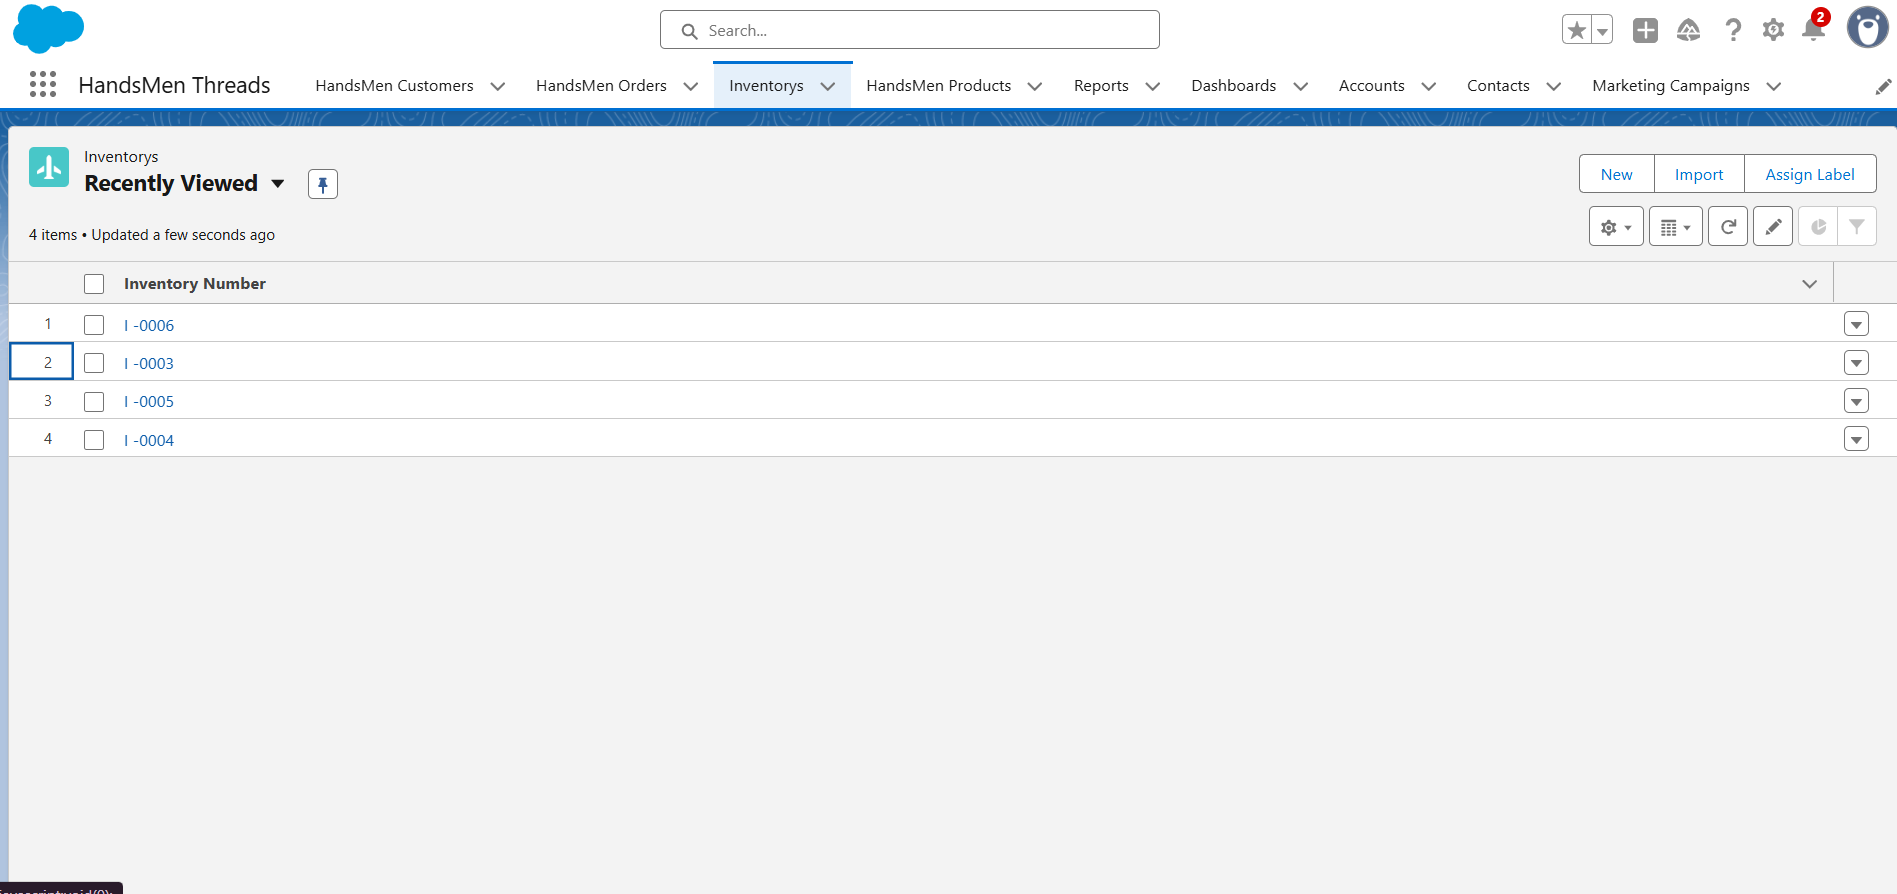 Search...
2
HandsMen Threads
HandsMen Customers
HandsMen Orders
Inventorys
HandsMen Products
Reports
Dashboards
Accounts
Contacts
Marketing Campaigns
Inventorys
Recently Viewed
New
Import
Assign Label
4 items • Updated a few seconds ago
Inventory Number
1 I -0006
2 I -0003
3 I -0005
4 I -0004